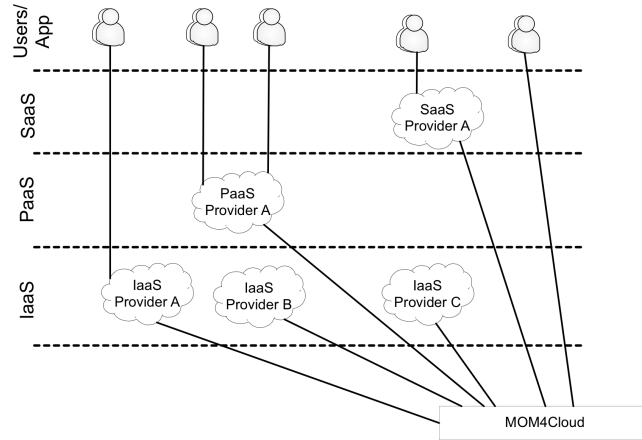 Users/
App
SaaS
SaaS
Provider A
PaaS
PaaS
Provider A
IaaS
IaaS
Provider A
IaaS
Provider B
IaaS
Provider C
MOM4Cloud